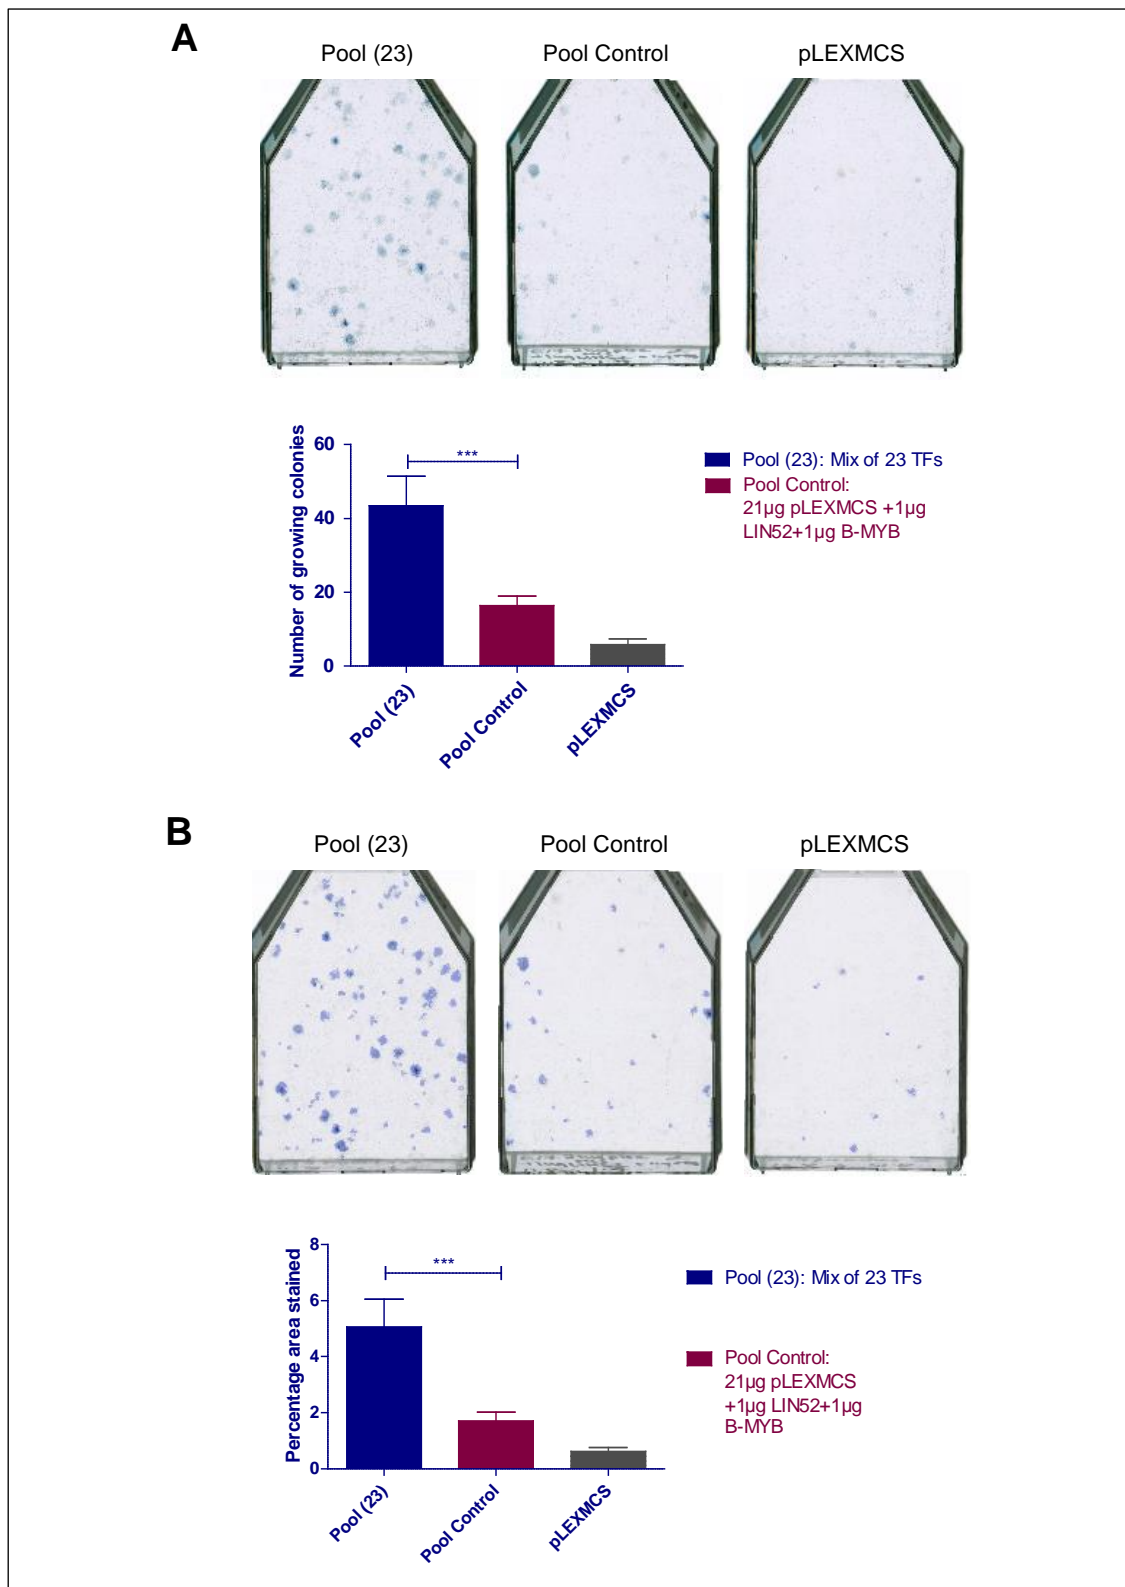 A
Pool (23)
Pool Control
pLEXMCS
Number of growing colonies
60
40
20
0
***
Pool (23)
Pool Control
pLEXMCS
Pool (23): Mix of 23 TFs
Pool Control:
21µg pLEXMCS +1µg
LIN52+1µg B-MYB
B
Pool (23)
Pool Control
pLEXMCS
Percentage area stained
8
6
4
2
0
***
Pool (23)
Pool Control
pLEXMCS
Pool (23): Mix of 23 TFs
Pool Control:
21µg pLEXMCS
+1µg LIN52+1µg
B-MYB